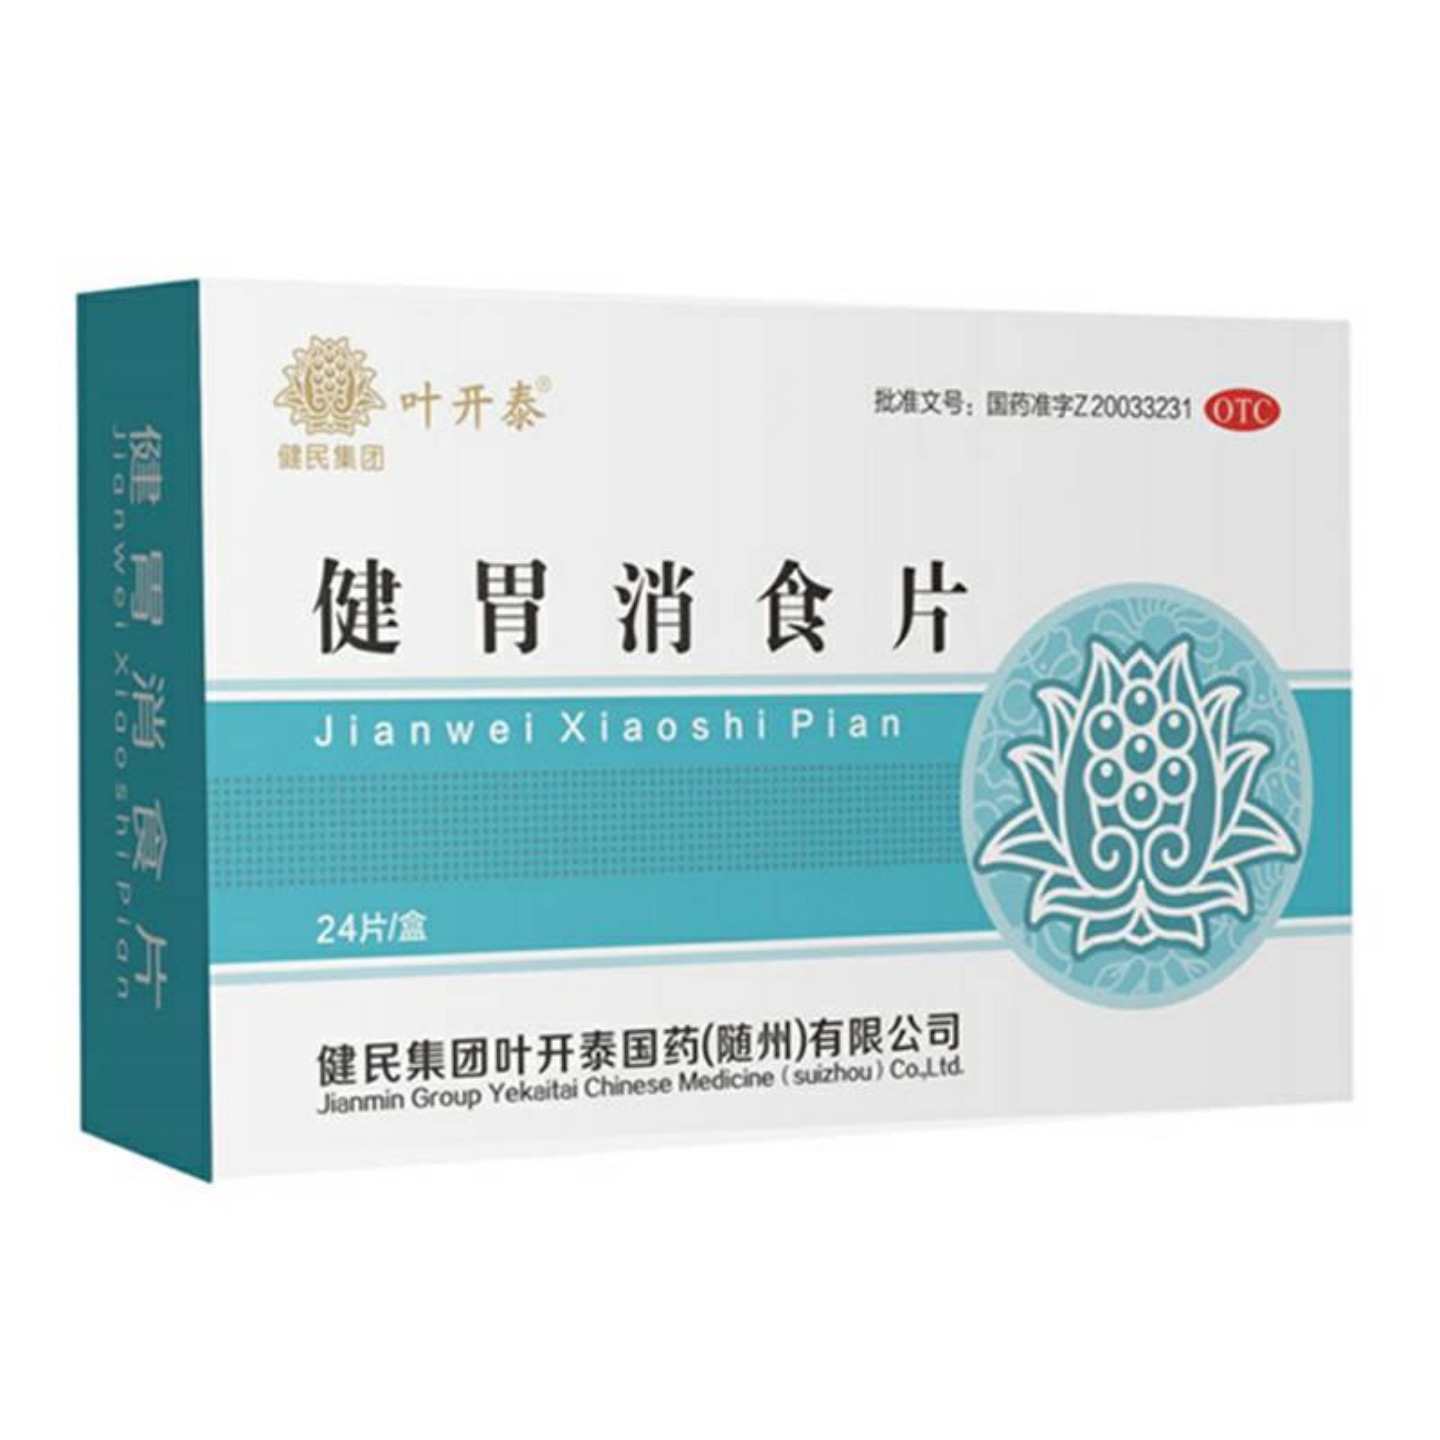 叶开泰®
健民集团
批准文号：国药准字Z20033231 OTC
健胃消食片
Jianwei Xiaoshi Pian
24片/盒
健民集团叶开泰国药(随州)有限公司
Jianmin Group Yekaitai Chinese Medicine (suizhou) Co.,Ltd.
健胃消食片
Jianwei Xiaoshi Pian